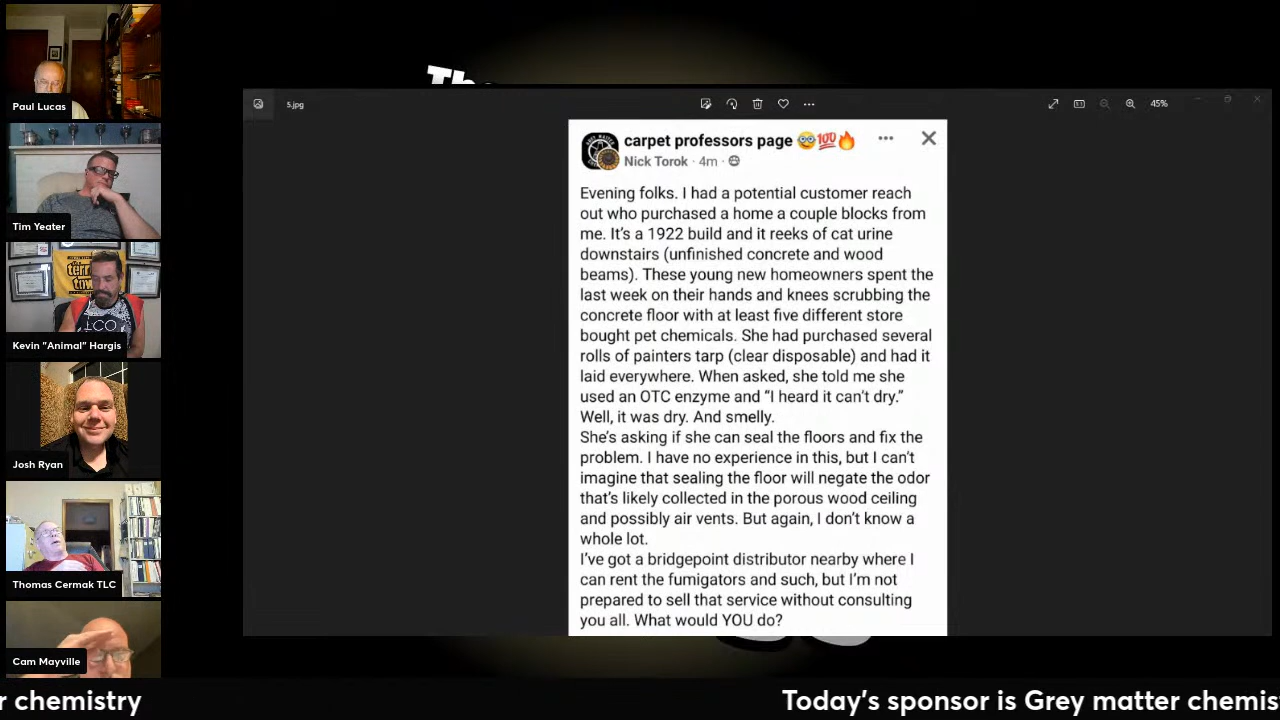 Paul Lucas
Tim Yeater
Kevin "Animal" Hargis
Josh Ryan
Thomas Cermak TLC
Cam Mayville
The
5.jpg
45%
carpet professors page 🥸💯🔥
Nick Torok · 4m ·
Evening folks. I had a potential customer reach
out who purchased a home a couple blocks from
me. It's a 1922 build and it reeks of cat urine
downstairs (unfinished concrete and wood
beams). These young new homeowners spent the
last week on their hands and knees scrubbing the
concrete floor with at least five different store
bought pet chemicals. She had purchased several
rolls of painters tarp (clear disposable) and had it
laid everywhere. When asked, she told me she
used an OTC enzyme and “I heard it can’t dry.”
Well, it was dry. And smelly.
She’s asking if she can seal the floors and fix the
problem. I have no experience in this, but I can’t
imagine that sealing the floor will negate the odor
that’s likely collected in the porous wood ceiling
and possibly air vents. But again, I don’t know a
whole lot.
I’ve got a bridgepoint distributor nearby where I
can rent the fumigators and such, but I’m not
prepared to sell that service without consulting
you all. What would YOU do?
r chemistry
Today's sponsor is Grey matter chemis